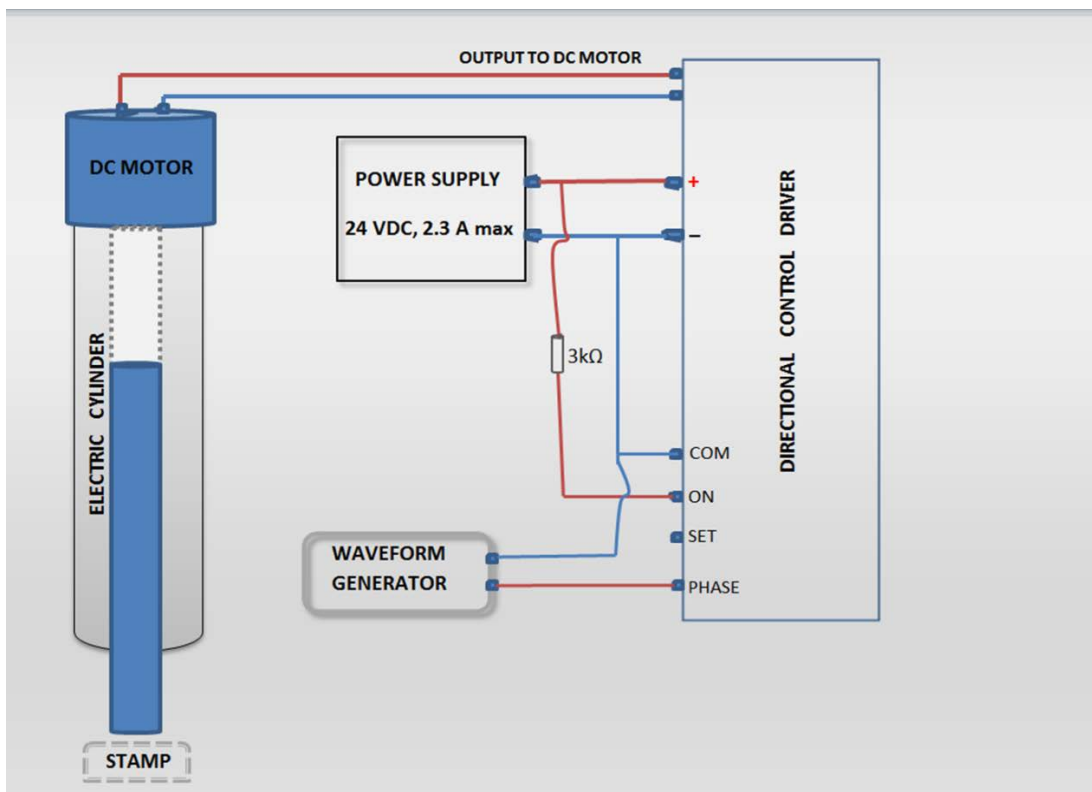 OUTPUT TO DC MOTOR
DC MOTOR
POWER SUPPLY
24 VDC, 2.3 A max
+
−
DIRECTIONAL CONTROL DRIVER
ELECTRIC CYLINDER
3kΩ
COM
ON
SET
PHASE
WAVEFORM
GENERATOR
STAMP